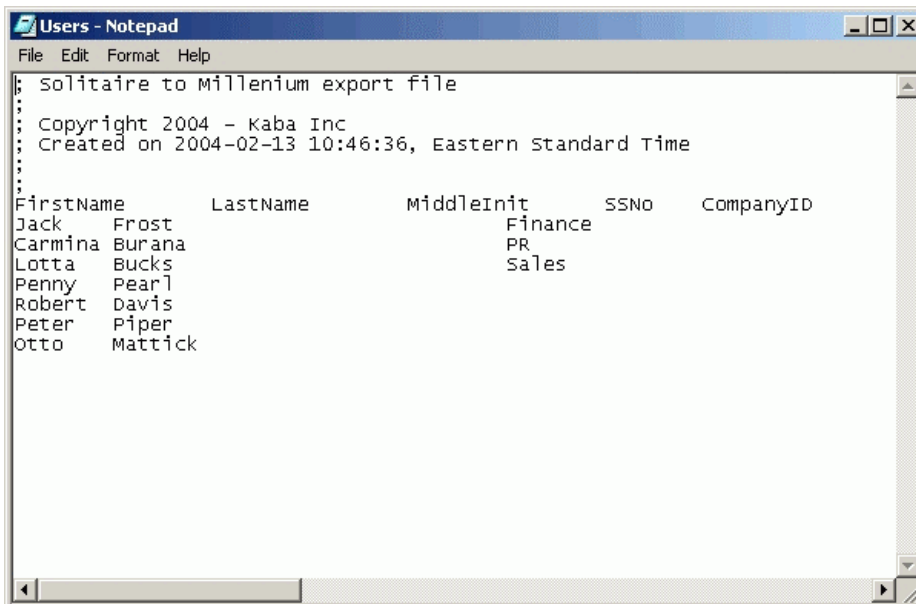 Users - Notepad
File Edit Format Help
; Solitaire to Millenium export file
;
; Copyright 2004 - Kaba Inc
; Created on 2004-02-13 10:46:36, Eastern Standard Time
;
;
FirstName LastName MiddleInit SSNo CompanyID
Jack Frost Finance
Carmina Burana PR
Lotta Bucks Sales
Penny Pearl
Robert Davis
Peter Piper
Otto Mattick